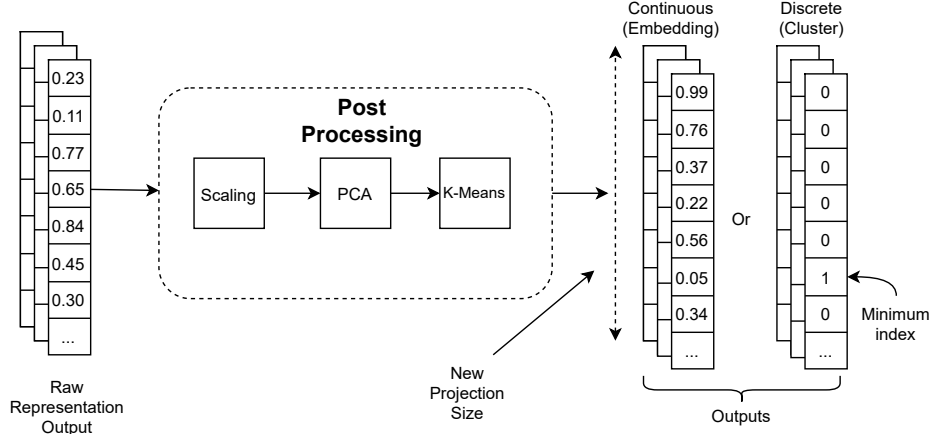 0.23
0.11
0.77
0.65
0.84
0.45
0.30
...
Raw
Representation
Output
Post
Processing
Scaling
PCA
K-Means
New
Projection
Size
Continuous
(Embedding)
0.99
0.76
0.37
0.22
0.56
0.05
0.34
...
Or
Discrete
(Cluster)
0
0
0
0
0
1
0
...
Minimum
index
Outputs